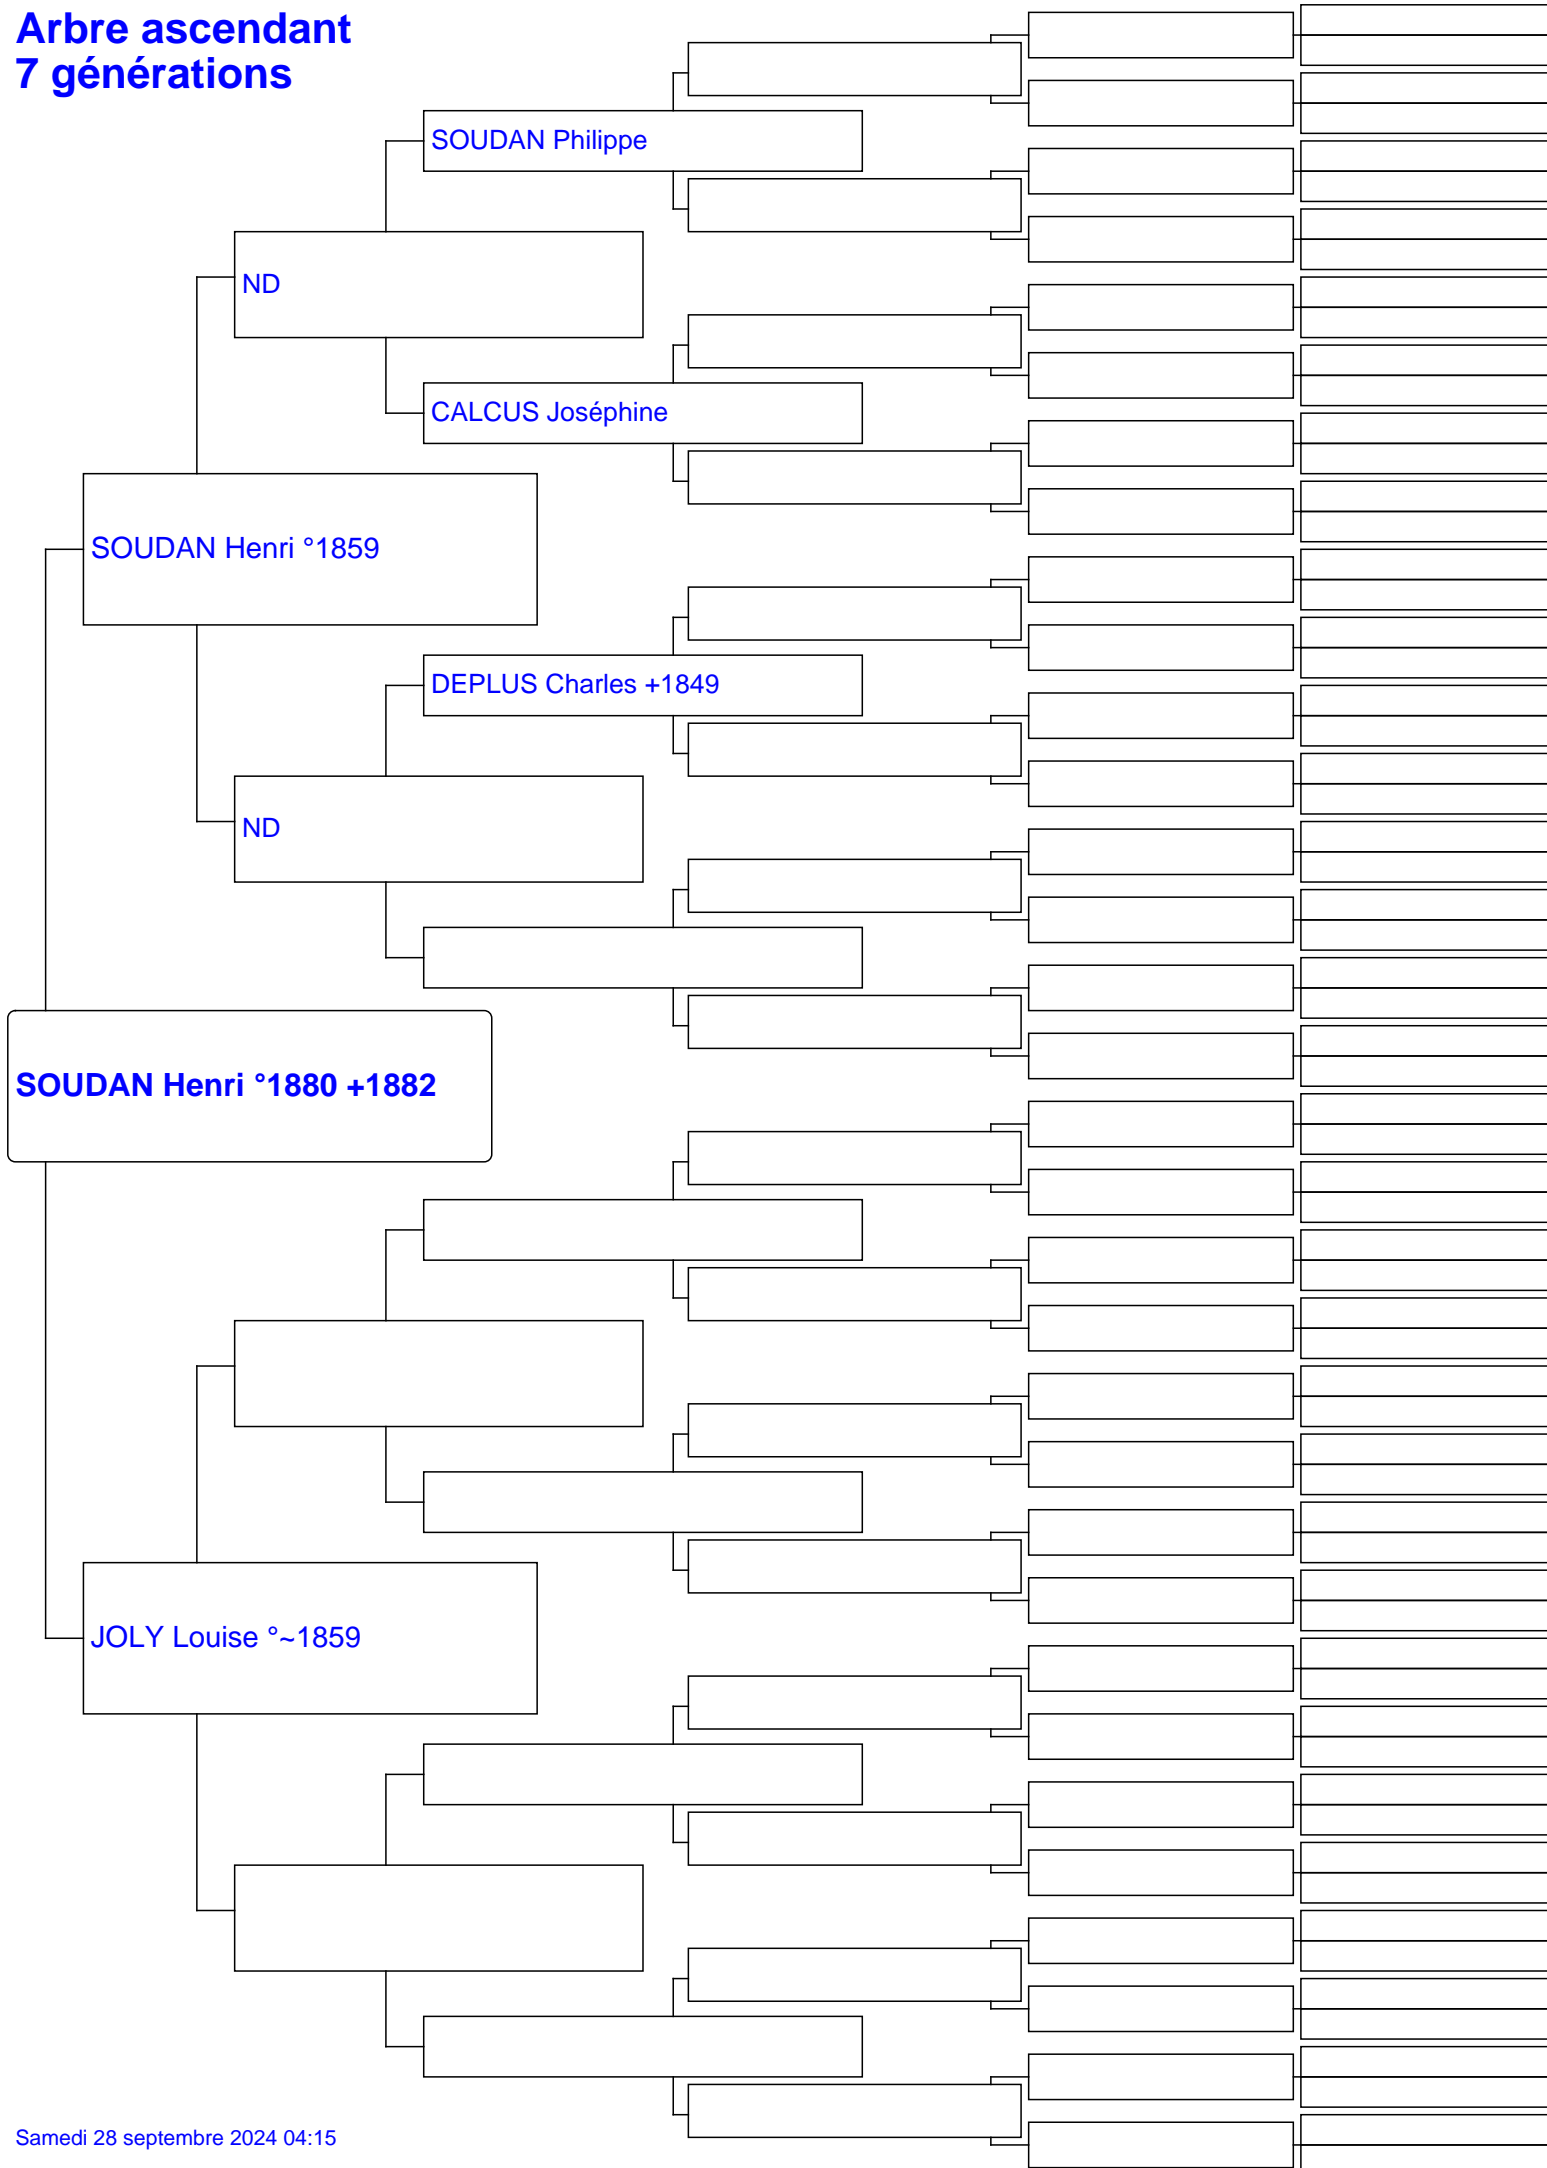 Arbre ascendant
7 générations
SOUDAN Philippe
ND
CALCUS Joséphine
SOUDAN Henri °1859
DEPLUS Charles +1849
ND
SOUDAN Henri °1880 +1882
JOLY Louise °~1859
Samedi 28 septembre 2024 04:15